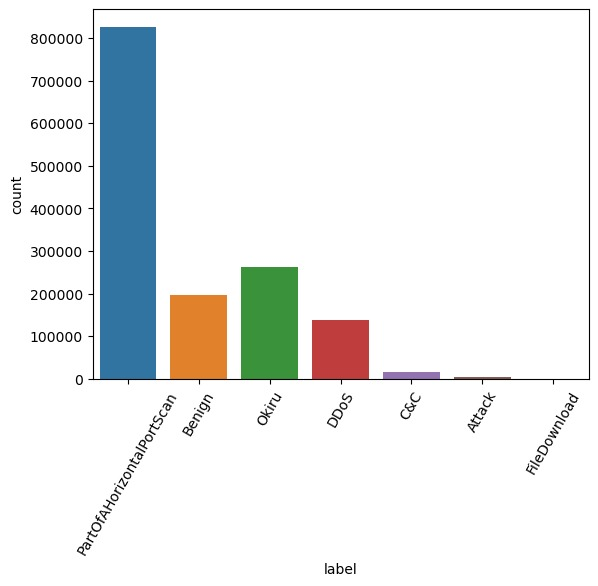 800000
700000
600000
500000
400000
300000
200000
100000
0
count
PartOfAHorizontalPortScan
Benign
Okiru
DDoS
C&C
Attack
FileDownload
label